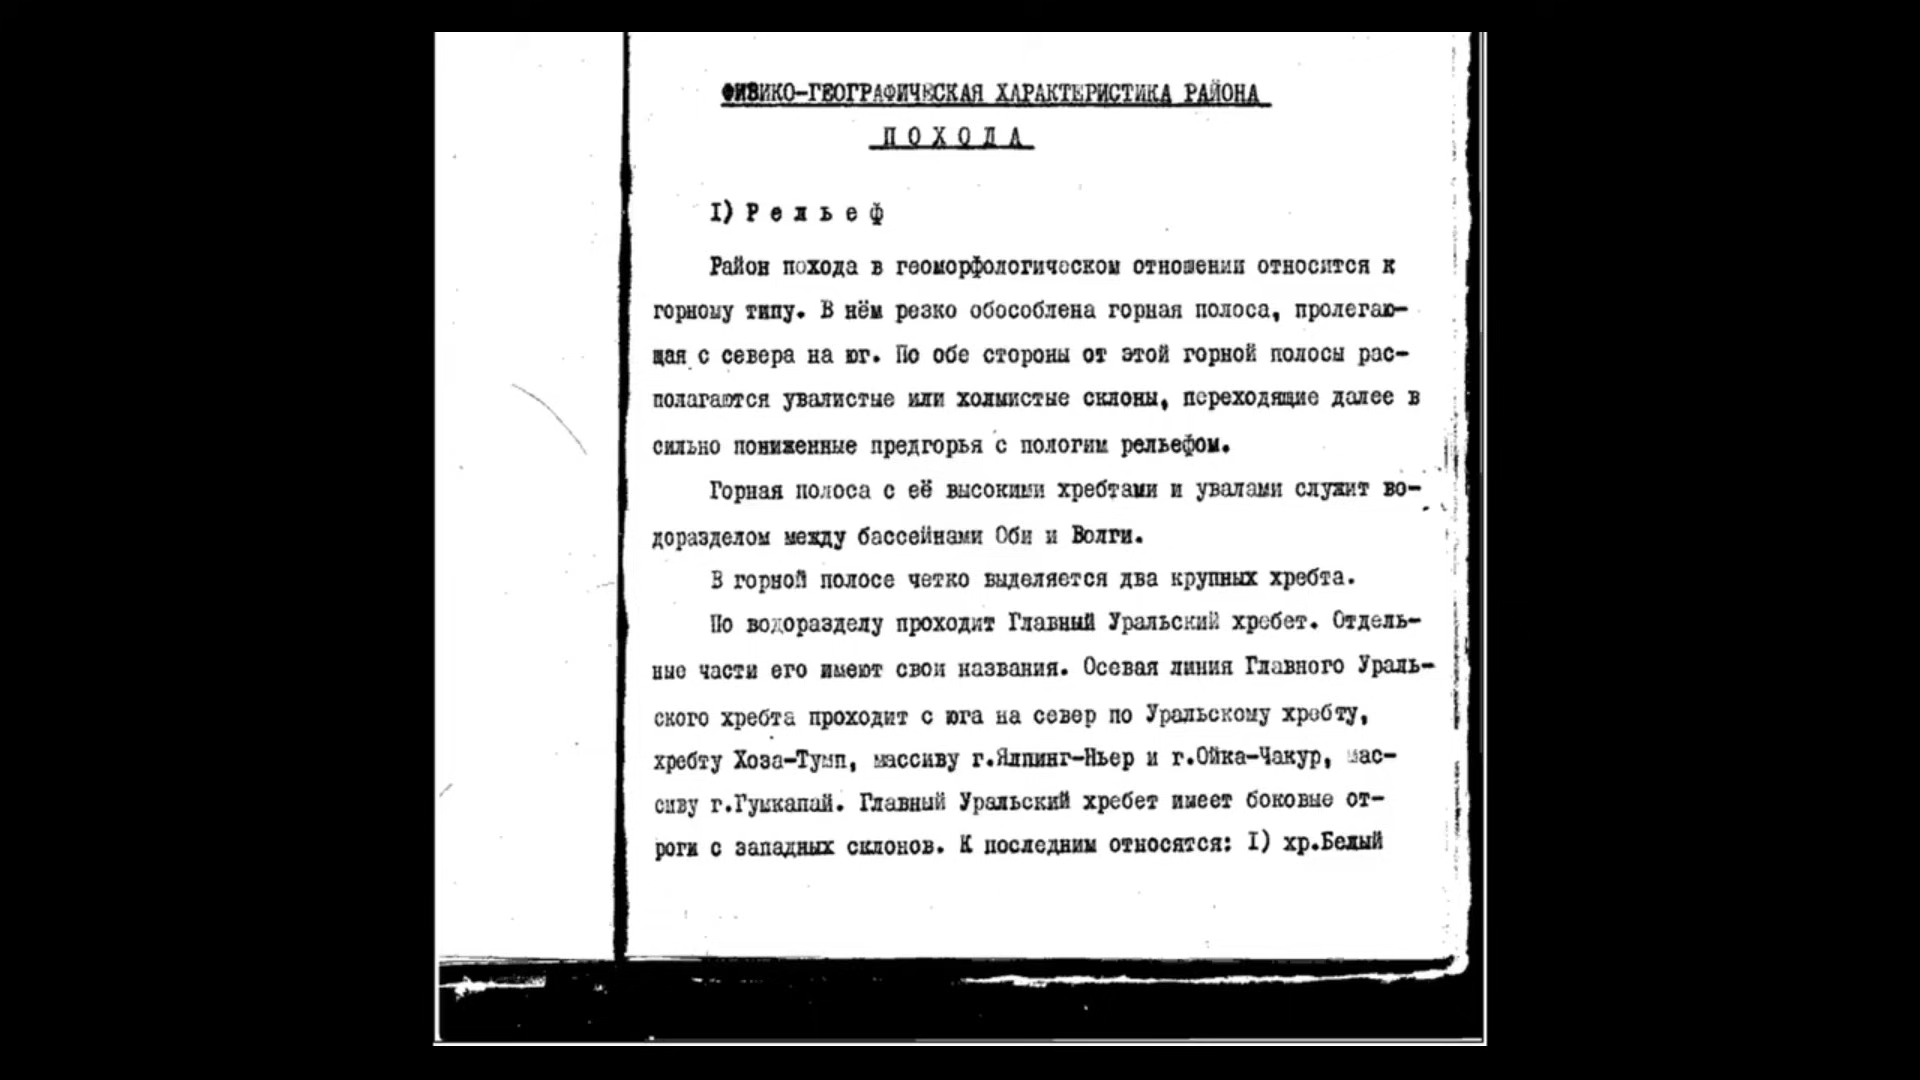 ФИЗИКО-ГЕОГРАФИЧЕСКАЯ ХАРАКТЕРИСТИКА РАЙОНА
ПОХОДА
I) Рельеф
Район похода в геоморфологическом отношении относится к
горному типу. В нём резко обособлена горная полоса, пролегаю-
щая с севера на юг. По обе стороны от этой горной полосы рас-
полагаются увалистые или холмистые склоны, переходящие далее в
сильно пониженные предгорья с пологим рельефом.
Горная полоса с её высокими хребтами и увалами служит во-
доразделом между бассейнами Оби и Волги.
В горной полосе четко выделяется два крупных хребта.
По водоразделу проходит Главный Уральский хребет. Отдель-
ные части его имеют свои названия. Осевая линия Главного Ураль-
ского хребта проходит с юга на север по Уральскому хребту,
хребту Хоза-Тумп, массиву г.Ялпинг-Ньер и г.Ойка-Чакур, мас-
сиву г.Гумкапай. Главный Уральский хребет имеет боковые от-
роги с западных склонов. К последним относятся: I) хр.Белый